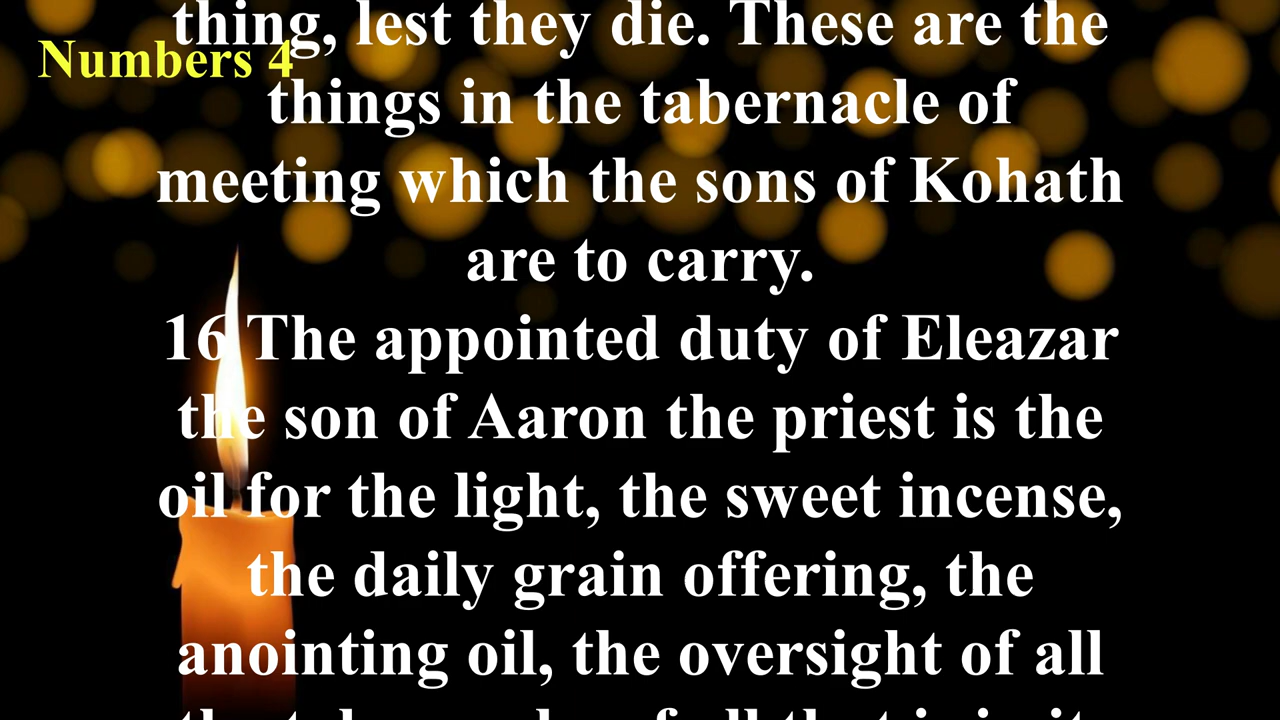 thing, lest they die. These are the
Numbers 4
things in the tabernacle of
meeting which the sons of Kohath
are to carry.
16 The appointed duty of Eleazar
the son of Aaron the priest is the
oil for the light, the sweet incense,
the daily grain offering, the
anointing oil, the oversight of all